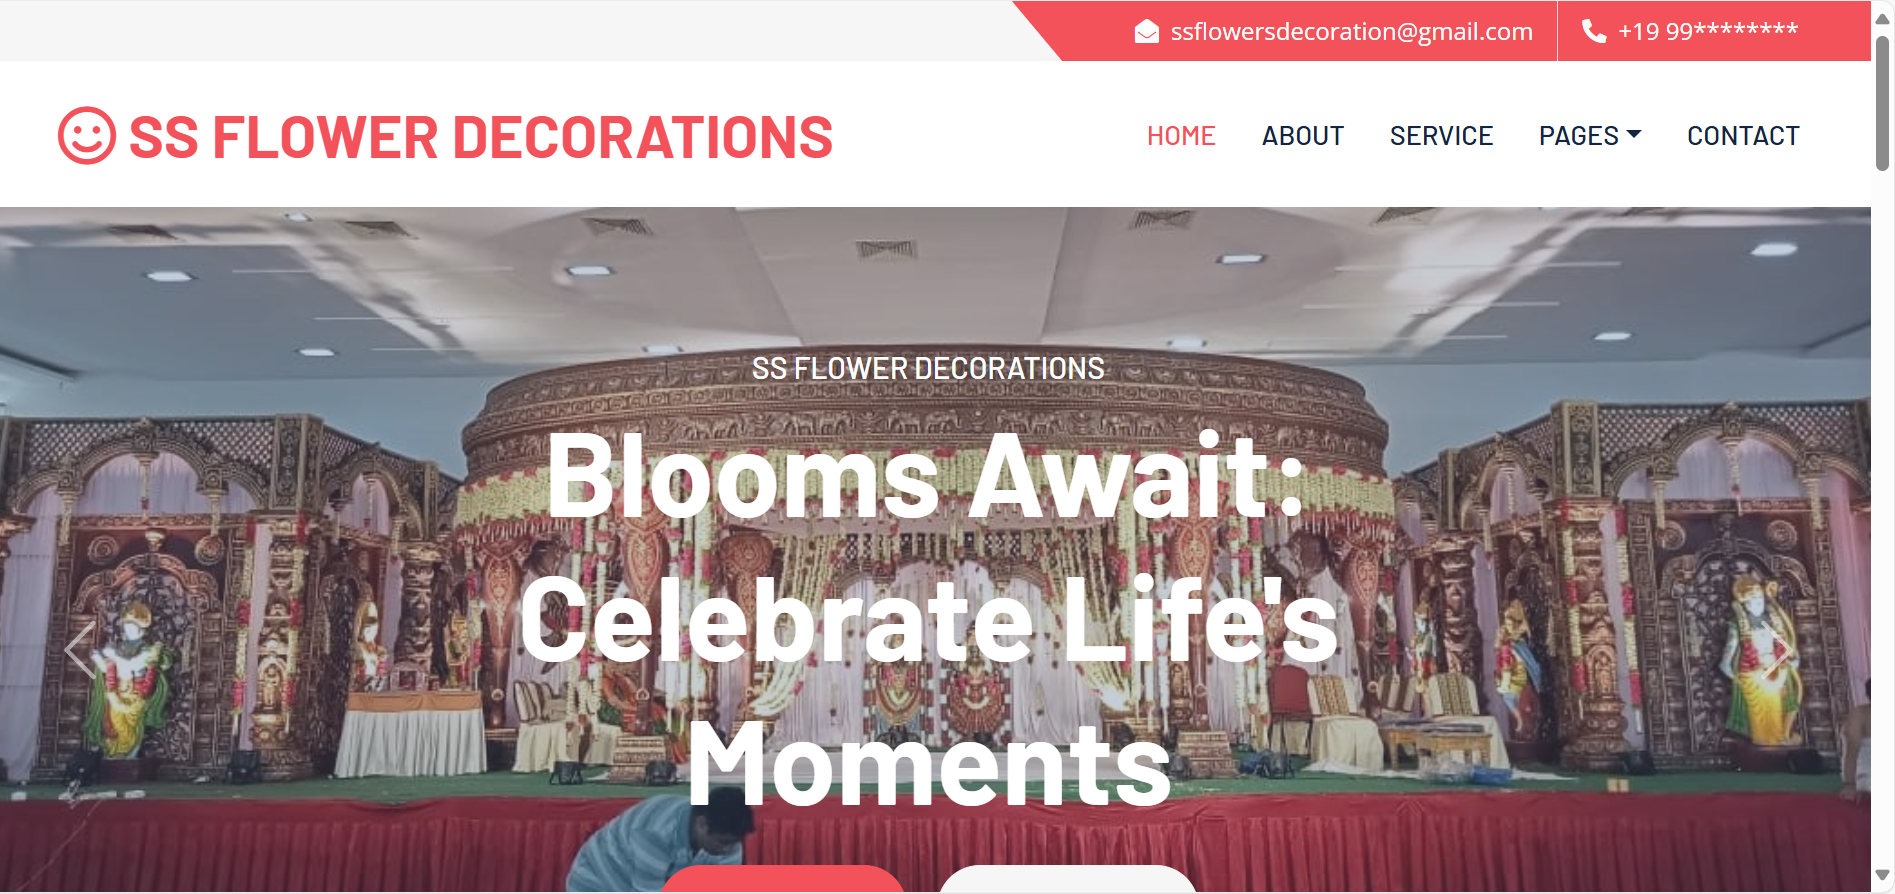 ssflowersdecoration@gmail.com
+19 99********
SS FLOWER DECORATIONS
HOME
ABOUT
SERVICE
PAGES
CONTACT
SS FLOWER DECORATIONS
Blooms Await:
Celebrate Life's
Moments